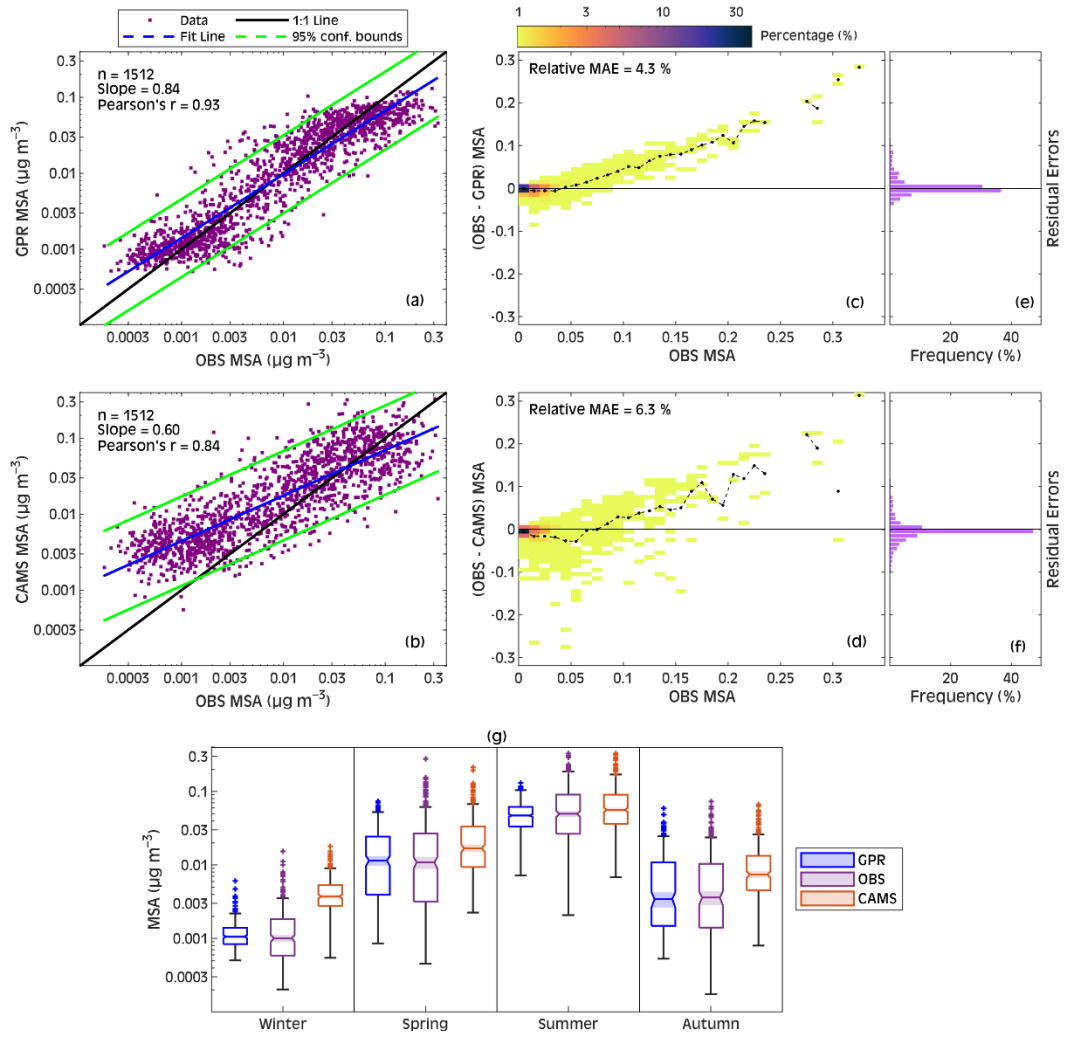 Data
1:1 Line
Fit Line
95% conf. bounds
n = 1512
Slope = 0.84
Pearson's r = 0.93
0.3
0.1
0.03
0.01
0.003
0.001
0.0003
GPR MSA (µg m⁻³)
(a)
0.0003 0.001 0.003 0.01 0.03 0.1 0.3
OBS MSA (µg m⁻³)
1 3 10 30
Percentage (%)
Relative MAE = 4.3 %
0.3
0.2
0.1
0
-0.1
-0.2
-0.3
(OBS - GPR) MSA
(c)
0 0.05 0.1 0.15 0.2 0.25 0.3
OBS MSA
(e)
Residual Errors
20 40
Frequency (%)
n = 1512
Slope = 0.60
Pearson's r = 0.84
0.3
0.1
0.03
0.01
0.003
0.001
0.0003
CAMS MSA (µg m⁻³)
(b)
0.0003 0.001 0.003 0.01 0.03 0.1 0.3
OBS MSA (µg m⁻³)
Relative MAE = 6.3 %
0.3
0.2
0.1
0
-0.1
-0.2
-0.3
(OBS - CAMS) MSA
(d)
0 0.05 0.1 0.15 0.2 0.25 0.3
OBS MSA
(f)
Residual Errors
20 40
Frequency (%)
(g)
0.3
0.1
0.03
0.01
0.003
0.001
0.0003
MSA (µg m⁻³)
Winter Spring Summer Autumn
GPR
OBS
CAMS